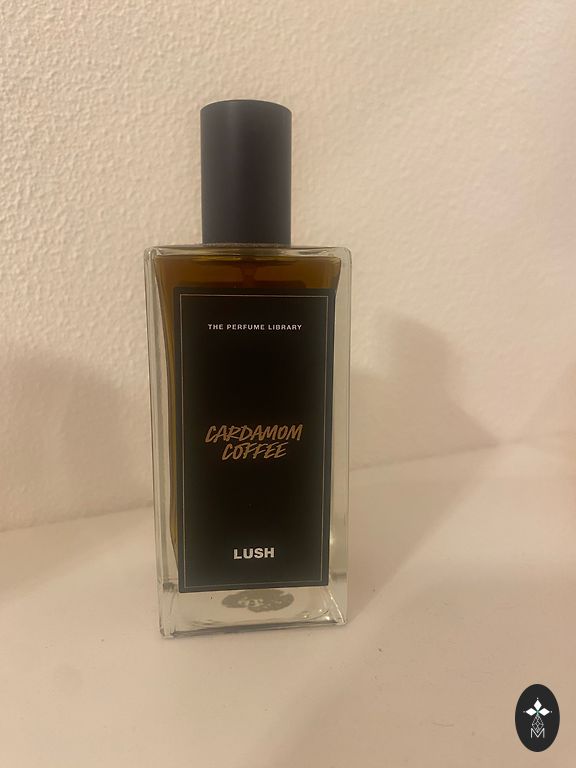 THE PERFUME LIBRARY
CARDAMOM
COFFEE
LUSH
M